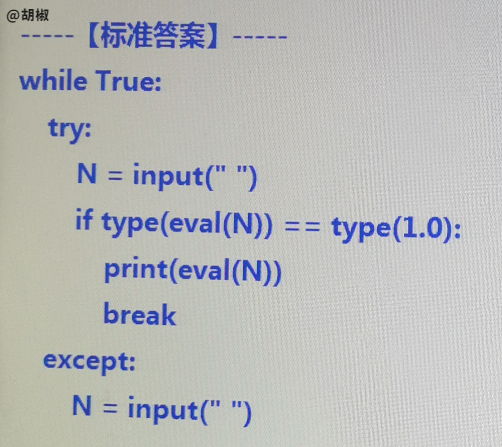 @胡椒
-----【标准答案】-----
while True:
try:
N = input(" ")
if type(eval(N)) == type(1.0):
print(eval(N))
break
except:
N = input(" ")